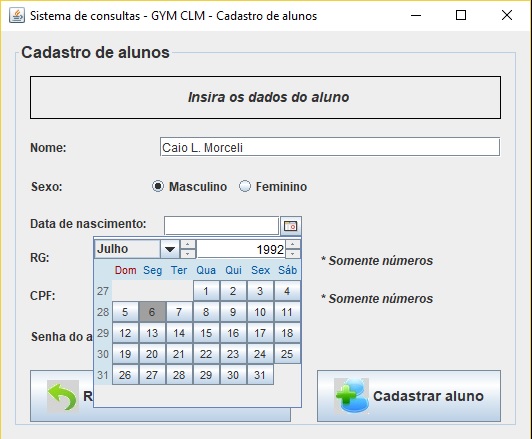 Sistema de consultas - GYM CLM - Cadastro de alunos
Cadastro de alunos
Insira os dados do aluno
Nome: Caio L. Morceli
Sexo: Masculino Feminino
Data de nascimento:
Julho 1992
RG: * Somente números
Dom Seg Ter Qua Qui Sex Sáb
27 1 2 3 4
CPF: * Somente números
28 5 6 7 8 9 10 11
29 12 13 14 15 16 17 18
Senha do a
30 19 20 21 22 23 24 25
31 26 27 28 29 30 31
R
Cadastrar aluno